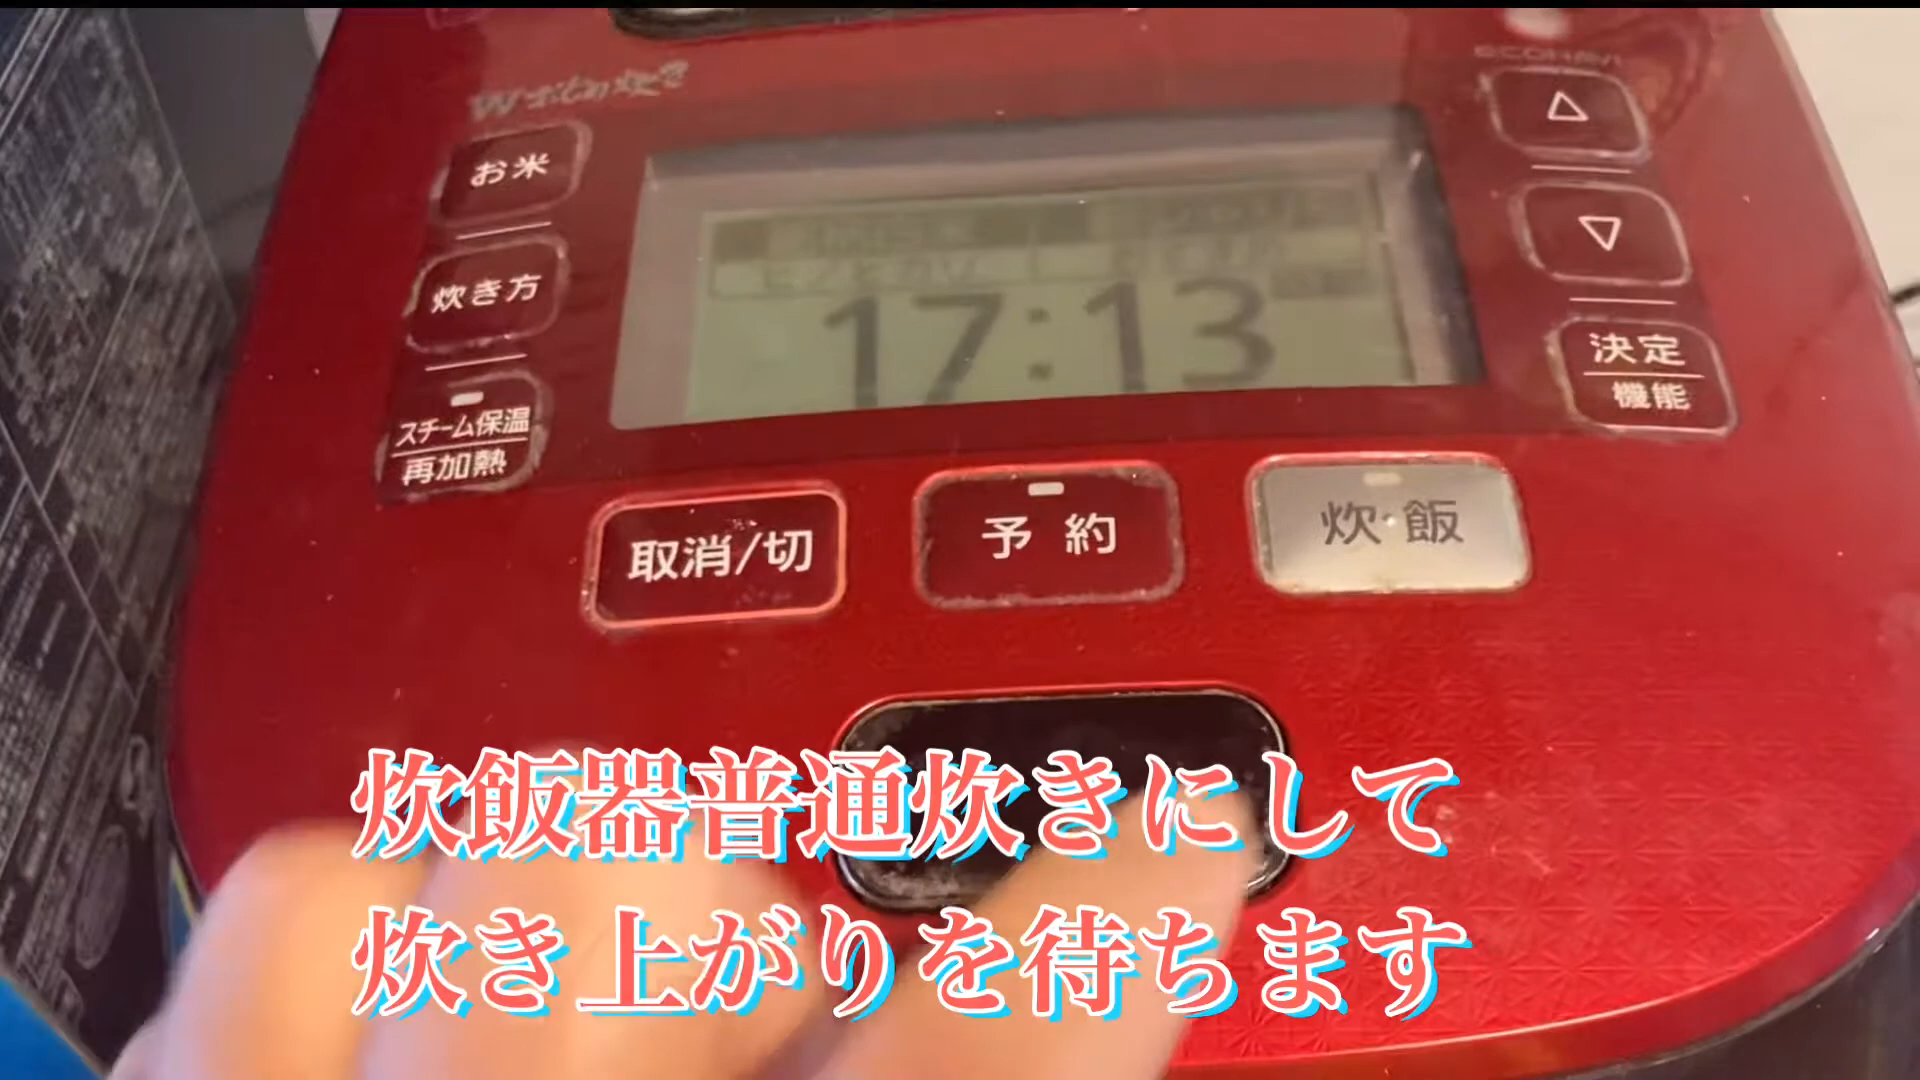 お米
炊き方
スチーム保温
再加熱
17:13
△
▽
決定
機能
取消/切
予約
炊飯
炊飯器普通炊きにして
炊き上がりを待ちます